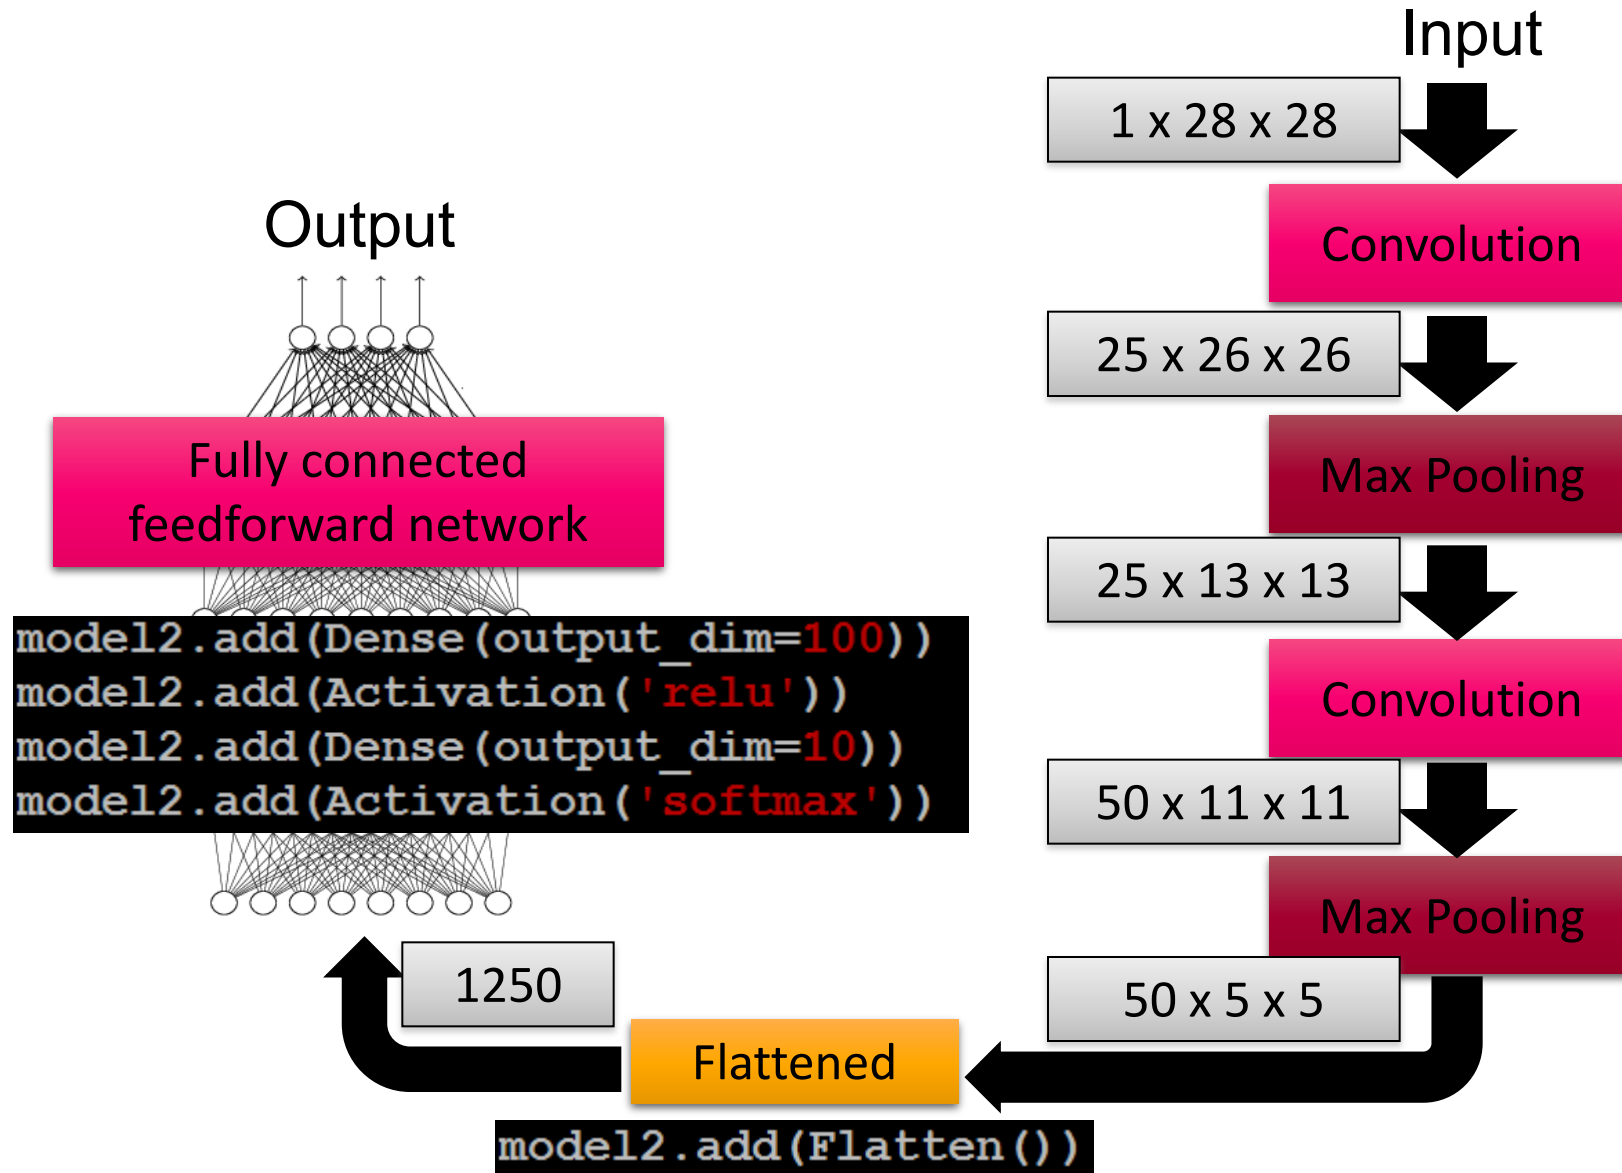 Input
1 x 28 x 28
Convolution
25 x 26 x 26
Max Pooling
25 x 13 x 13
Convolution
50 x 11 x 11
Max Pooling
50 x 5 x 5
Flattened
model2.add(Flatten())
1250
model2.add(Dense(output_dim=100))
model2.add(Activation('relu'))
model2.add(Dense(output_dim=10))
model2.add(Activation('softmax'))
Fully connected
feedforward network
Output